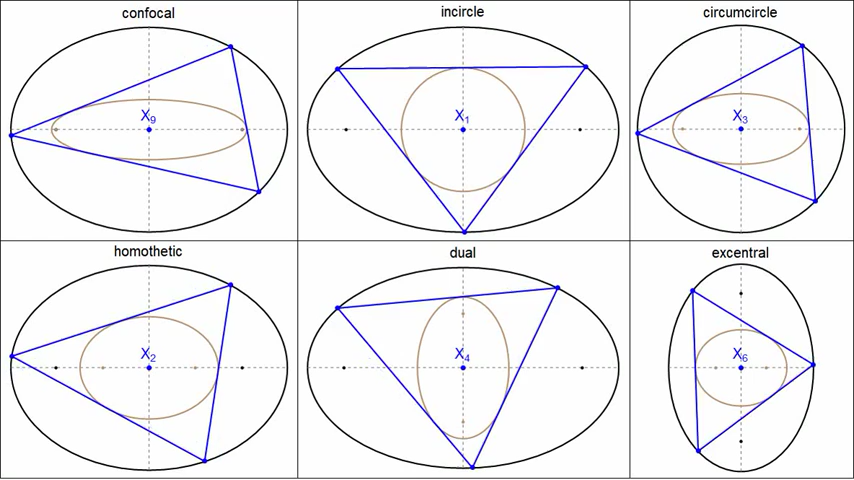 confocal
incircle
circumcircle
X9
X1
X3
homothetic
dual
excentral
X2
X4
X6